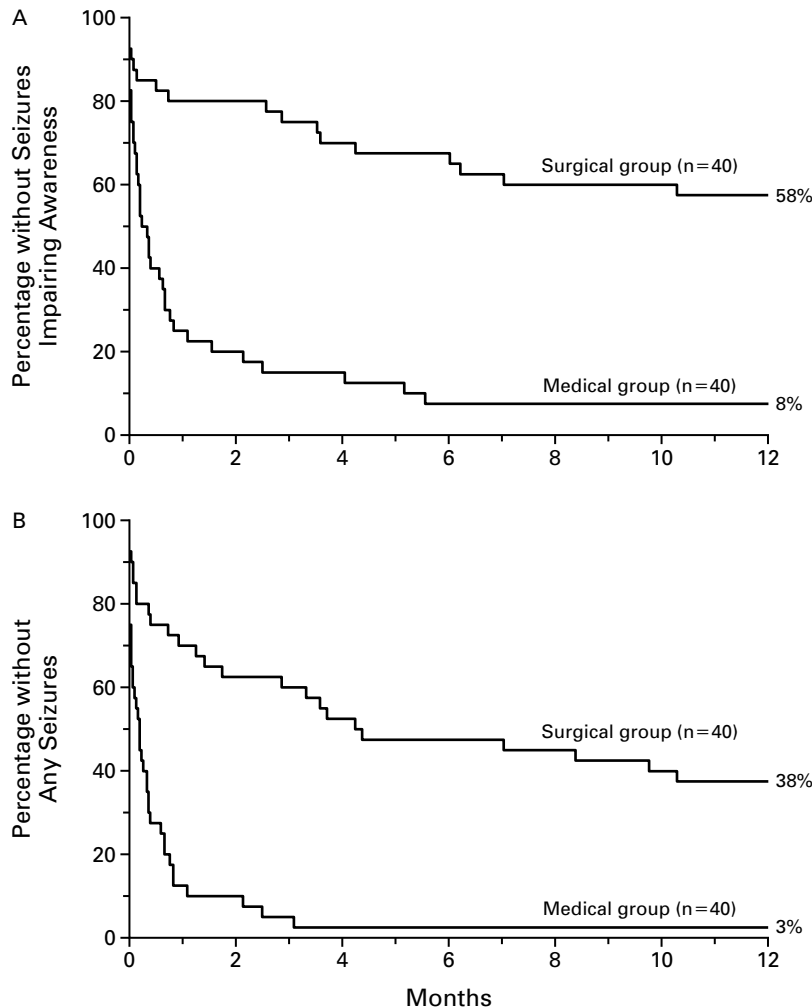 A
Percentage without Seizures
Impairing Awareness
100
80
60
40
20
0
Surgical group (n=40)
58%
Medical group (n=40)
8%
0 2 4 6 8 10 12
B
Percentage without
Any Seizures
100
80
60
40
20
0
Surgical group (n=40)
38%
Medical group (n=40)
3%
0 2 4 6 8 10 12
Months